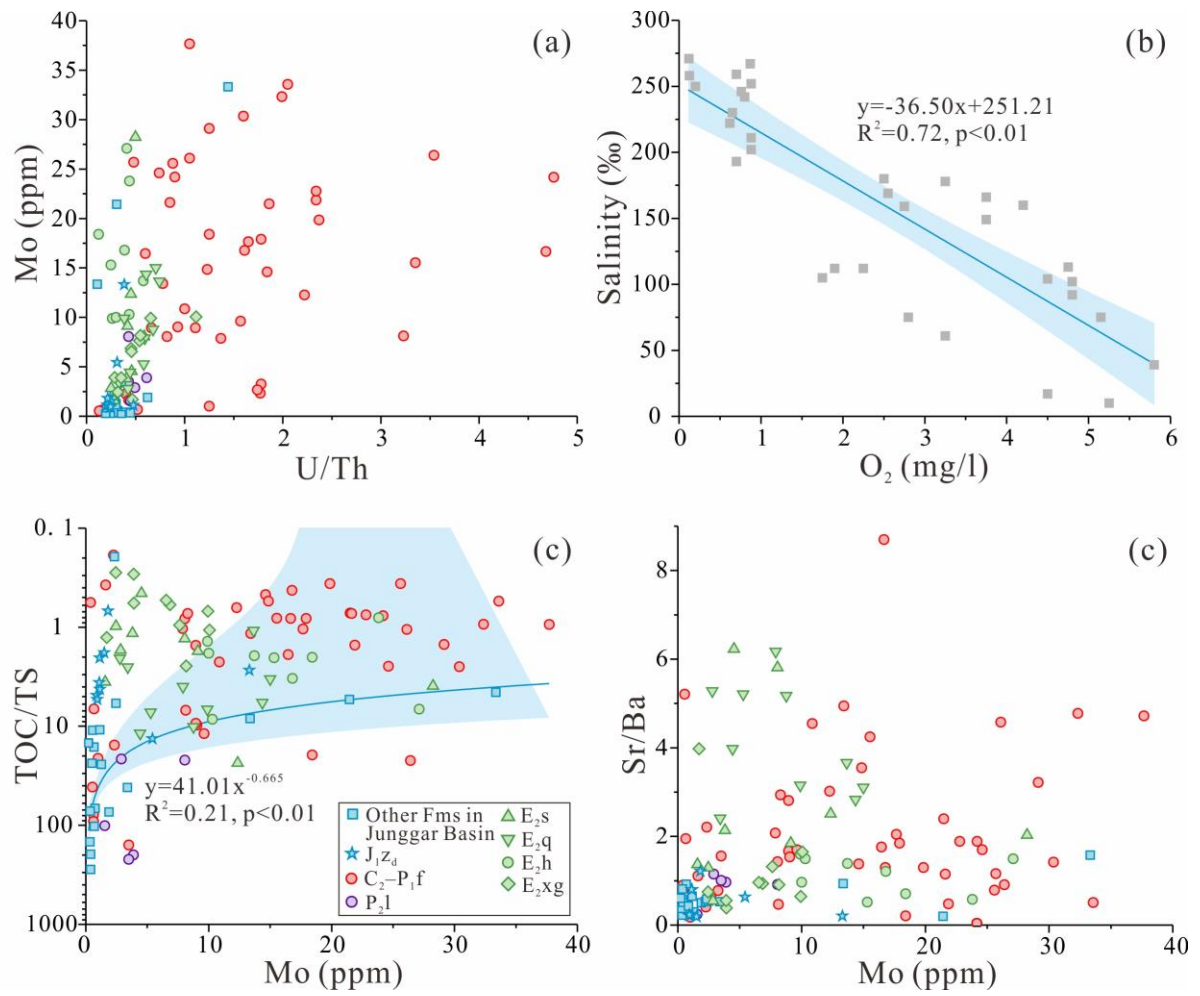 (a)
Mo (ppm)
40
35
30
25
20
15
10
5
0
0 1 2 3 4 5
U/Th
(b)
Salinity (‰)
300
250
200
150
100
50
0
y=-36.50x+251.21
R²=0.72, p<0.01
0 1 2 3 4 5 6
O₂ (mg/l)
(c)
TOC/TS
0.1
1
10
100
1000
y=41.01x⁻⁰·⁶⁶⁵
R²=0.21, p<0.01
Other Fms in
Junggar Basin
J₁z_d
C₂–P₁f
P₂l
E₂s
E₂q
E₂h
E₂xg
0 10 20 30 40
Mo (ppm)
(c)
Sr/Ba
8
6
4
2
0
0 10 20 30 40
Mo (ppm)